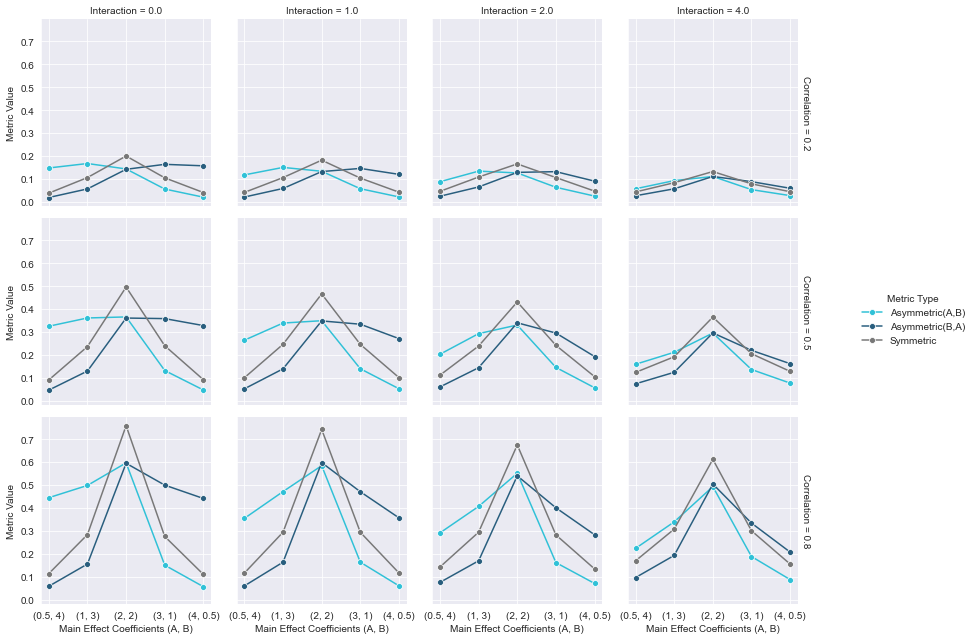 Interaction = 0.0 Interaction = 1.0 Interaction = 2.0 Interaction = 4.0
0.7
0.6
0.5
0.4
0.3
0.2
0.1
0.0
Metric Value
Correlation = 0.2
0.7
0.6
0.5
0.4
0.3
0.2
0.1
0.0
Metric Value
Correlation = 0.5
0.7
0.6
0.5
0.4
0.3
0.2
0.1
0.0
Metric Value
Correlation = 0.8
(0.5, 4) (1, 3) (2, 2) (3, 1) (4, 0.5) (0.5, 4) (1, 3) (2, 2) (3, 1) (4, 0.5) (0.5, 4) (1, 3) (2, 2) (3, 1) (4, 0.5) (0.5, 4) (1, 3) (2, 2) (3, 1) (4, 0.5)
Main Effect Coefficients (A, B) Main Effect Coefficients (A, B) Main Effect Coefficients (A, B) Main Effect Coefficients (A, B)
Metric Type
Asymmetric(A,B)
Asymmetric(B,A)
Symmetric